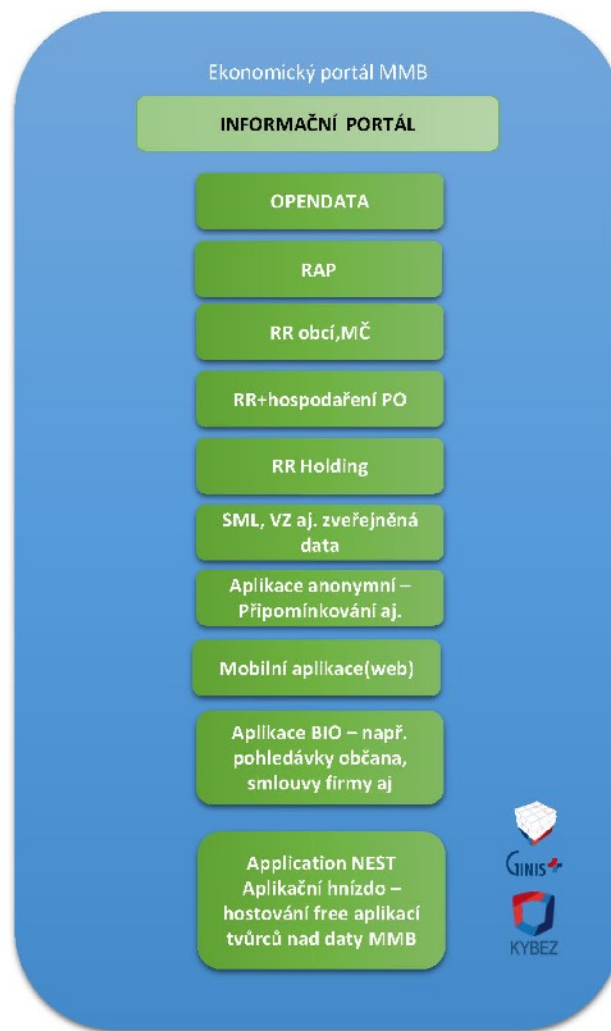 Ekonomický portál MMB
INFORMAČNÍ PORTÁL
OPENDATA
RAP
RR obcí,MČ
RR+hospodaření PO
RR Holding
SML, VZ aj. zveřejněná
data
Aplikace anonymní –
Připomínkování aj.
Mobilní aplikace(web)
Aplikace BIO – např.
pohledávky občana,
smlouvy firmy aj
Application NEST
Aplikační hnízdo –
hostování free aplikací
tvůrců nad daty MMB
GINIS+
KYBEZ